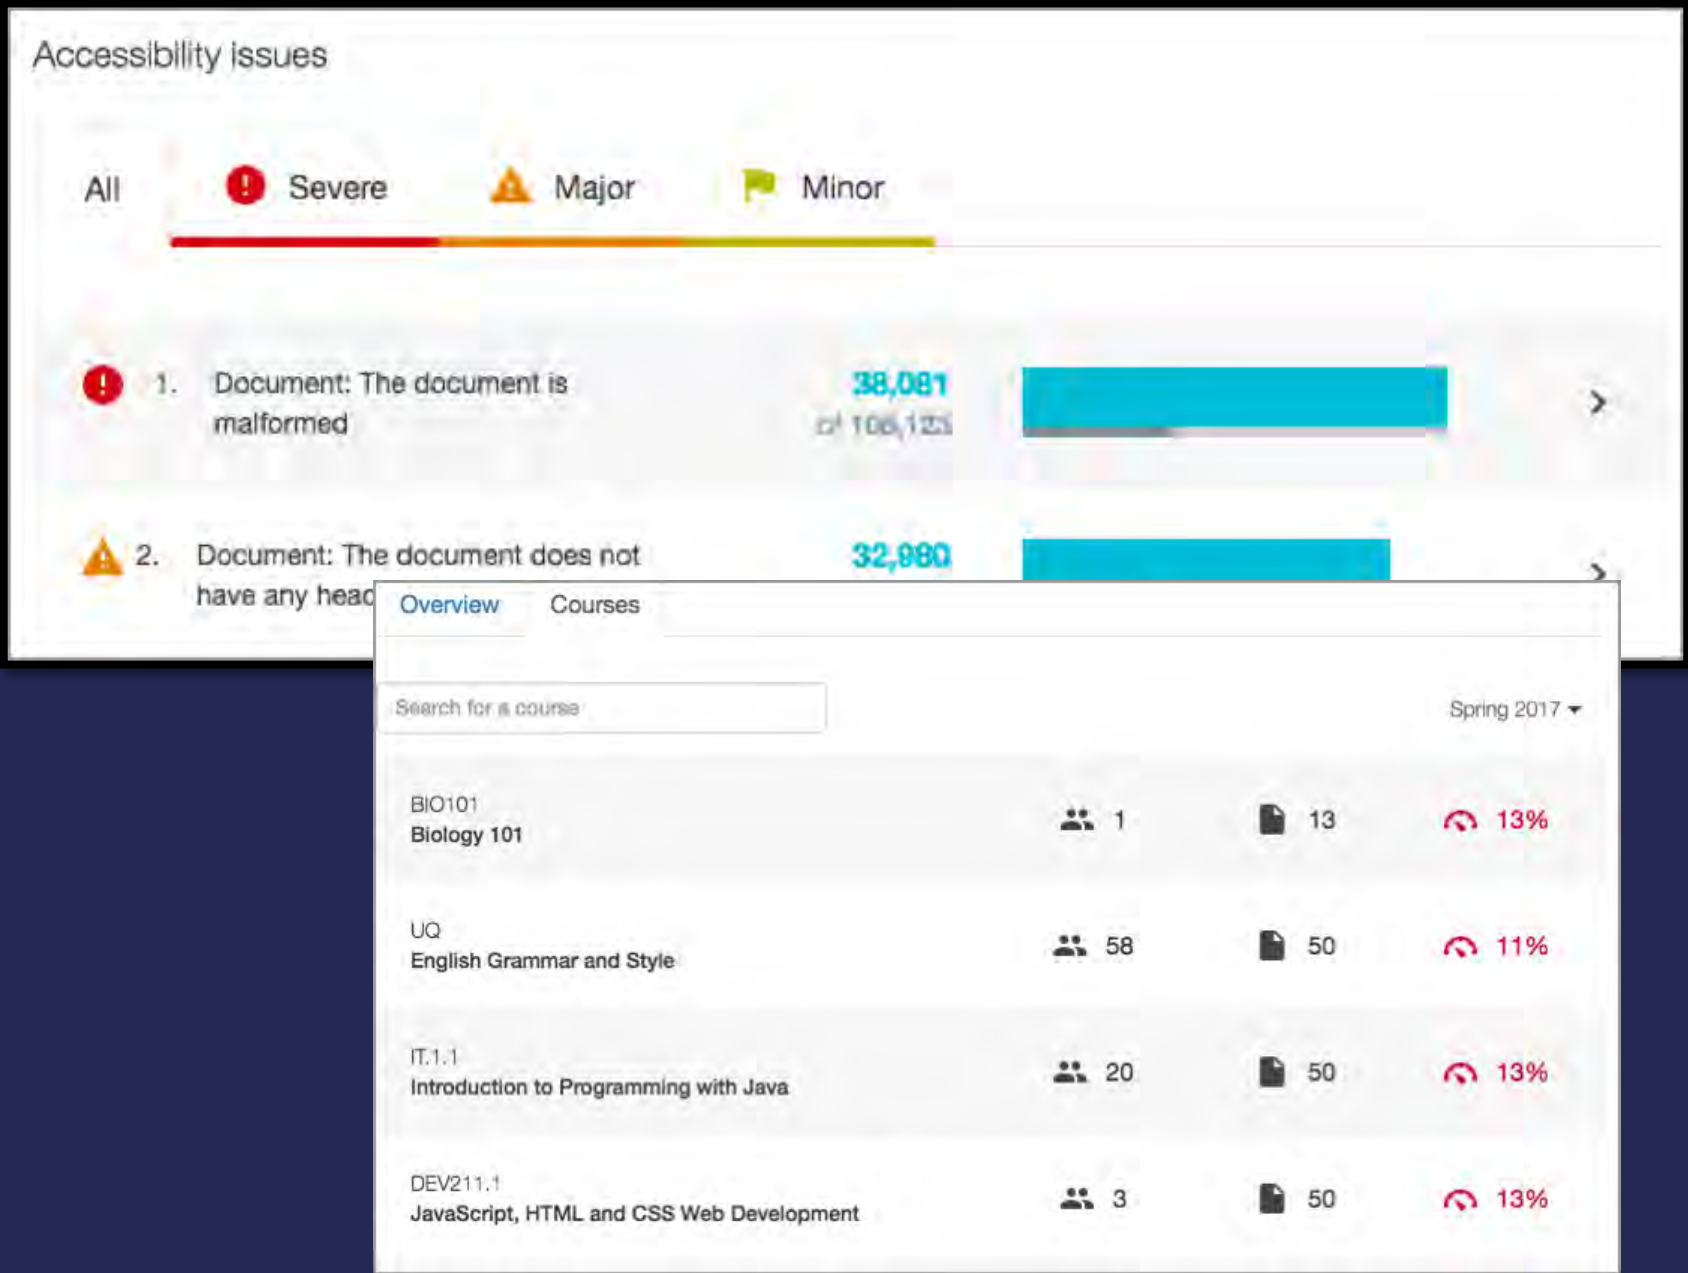 Accessibility issues
All Severe Major Minor
1. Document: The document is 38,081
malformed of
2. Document: The document does not 32,980
have any
Overview Courses
Search for a course Spring 2017
BIO101
Biology 101 1 13 13%
UQ
English Grammar and Style 58 50 11%
IT.1.1
Introduction to Programming with Java 20 50 13%
DEV211.1
JavaScript, HTML and CSS Web Development 3 50 13%